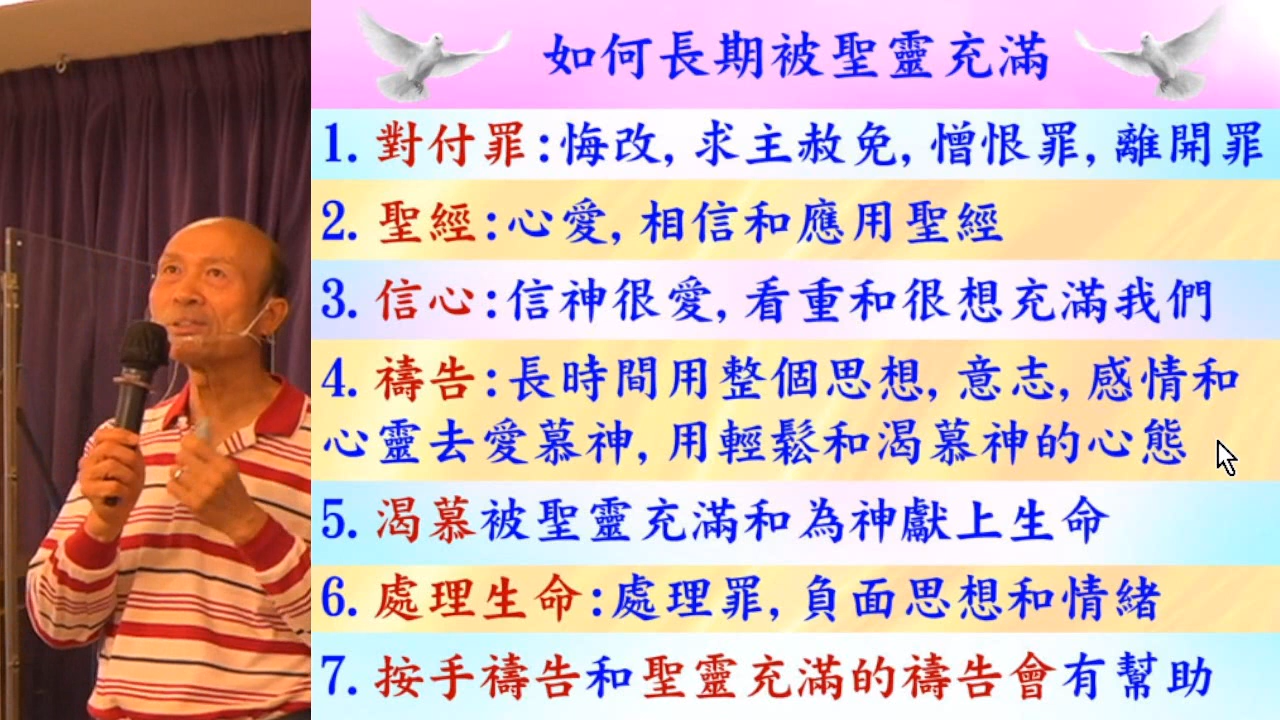 如何長期被聖靈充滿
1. 對付罪:悔改, 求主赦免, 憎恨罪, 離開罪
2. 聖經:心愛, 相信和應用聖經
3. 信心:信神很愛, 看重和很想充滿我們
4. 禱告:長時間用整個思想, 意志, 感情和
心靈去愛慕神, 用輕鬆和渴慕神的心態
5. 渴慕被聖靈充滿和為神獻上生命
6. 處理生命:處理罪, 負面思想和情緒
7. 按手禱告和聖靈充滿的禱告會有幫助